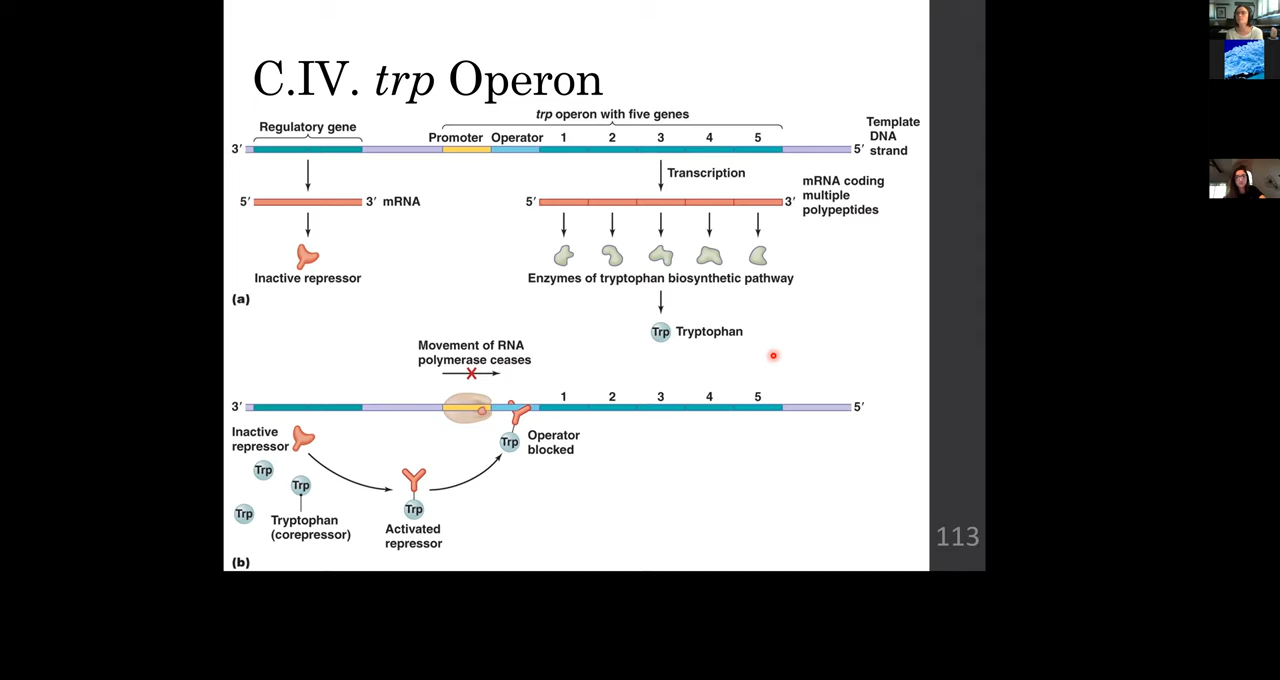 C.IV. trp Operon
trp operon with five genes
Regulatory gene
Promoter Operator 1 2 3 4 5
Template
DNA
strand
3′ 5′
Transcription
mRNA coding
multiple
polypeptides
5′ 3′ mRNA
5′ 3′
Inactive repressor
Enzymes of tryptophan biosynthetic pathway
(a)
Trp Tryptophan
Movement of RNA
polymerase ceases
1 2 3 4 5
3′ 5′
Inactive
repressor
Trp
Operator
blocked
Trp
Trp
Trp
Tryptophan
(corepressor)
Trp
Activated
repressor
(b)
113